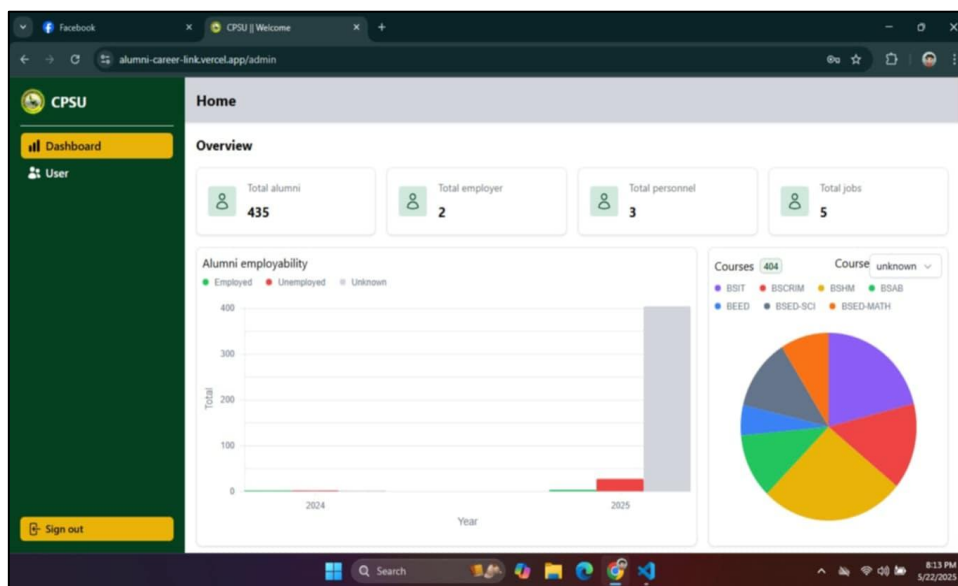 Facebook
CPSU || Welcome
alumni-career-link.vercel.app/admin
CPSU
Home
Dashboard
User
Overview
Total alumni
435
Total employer
2
Total personnel
3
Total jobs
5
Alumni employability
Employed Unemployed Unknown
400
300
200
100
0
Total
2024 2025
Year
Courses 404 Course unknown
BSIT BSCRIM BSHM BSAB
BEED BSED-SCI BSED-MATH
Sign out
Search
8:13 PM
5/22/2025